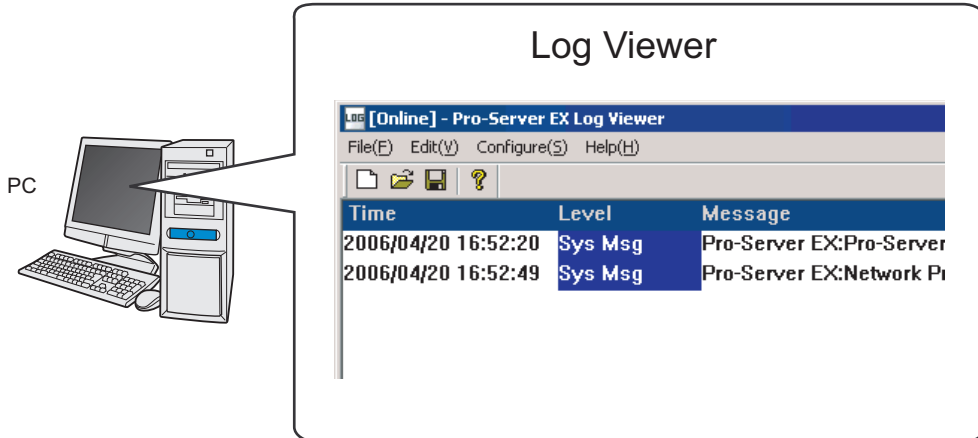 Log Viewer
PC
LOG [Online] - Pro-Server EX Log Viewer
File(F) Edit(V) Configure(S) Help(H)
Time Level Message
2006/04/20 16:52:20 Sys Msg Pro-Server EX:Pro-Server
2006/04/20 16:52:49 Sys Msg Pro-Server EX:Network